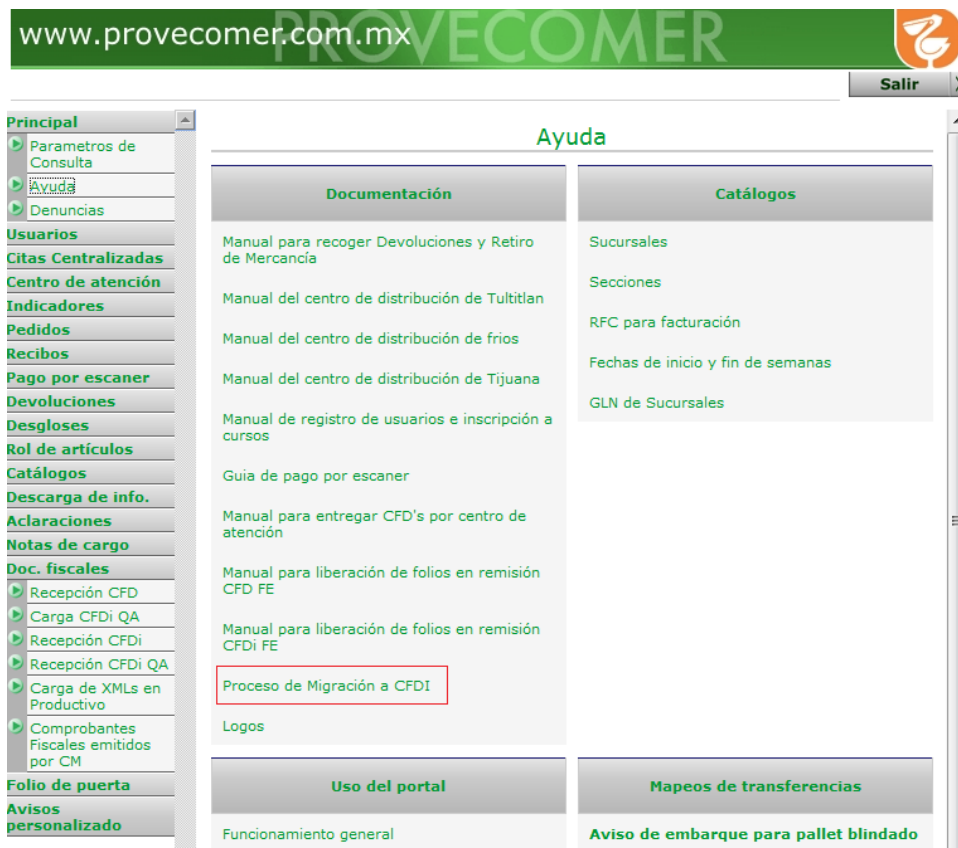 www.provecomer.com.mx
PROVECOMER
Salir
Principal
Parametros de
Consulta
Ayuda
Denuncias
Usuarios
Citas Centralizadas
Centro de atención
Indicadores
Pedidos
Recibos
Pago por escaner
Devoluciones
Desgloses
Rol de artículos
Catálogos
Descarga de info.
Aclaraciones
Notas de cargo
Doc. fiscales
Recepción CFD
Carga CFDi QA
Recepción CFDi
Recepción CFDi QA
Carga de XMLs en
Productivo
Comprobantes
Fiscales emitidos
por CM
Folio de puerta
Avisos
personalizado
Ayuda
Documentación
Manual para recoger Devoluciones y Retiro
de Mercancía
Manual del centro de distribución de Tultitlan
Manual del centro de distribución de frios
Manual del centro de distribución de Tijuana
Manual de registro de usuarios e inscripción a
cursos
Guia de pago por escaner
Manual para entregar CFD's por centro de
atención
Manual para liberación de folios en remisión
CFD FE
Manual para liberación de folios en remisión
CFDi FE
Proceso de Migración a CFDI
Logos
Catálogos
Sucursales
Secciones
RFC para facturación
Fechas de inicio y fin de semanas
GLN de Sucursales
Uso del portal
Funcionamiento general
Mapeos de transferencias
Aviso de embarque para pallet blindado